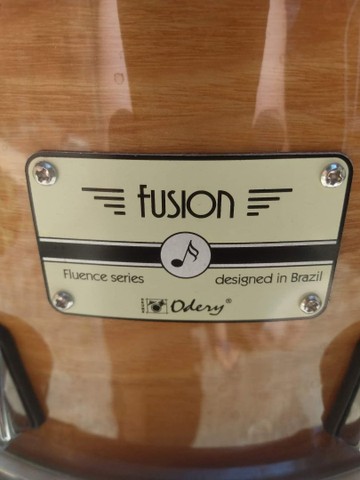 FUSION
Fluence series
designed in Brazil
Odery®